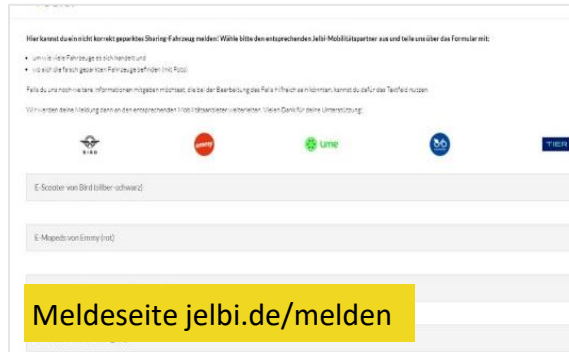 Hier kannst du ein nicht korrekt geparktes Sharing-Fahrzeug melden! Wähle bitte den entsprechenden Jelbi-Mobilitätspartner aus und teile uns über das Formular mit:
um wie viele Fahrzeuge es sich handelt und
wo sich die falsch geparkten Fahrzeuge befinden (mit Foto).
Falls du uns noch weitere Informationen mitgeben möchtest, die bei der Bearbeitung des Falls hilfreich sein könnten, kannst du dafür das Textfeld nutzen.
Wir werden deine Meldung dann an den entsprechenden Mobilitätsanbieter weiterleiten. Vielen Dank für deine Unterstützung!
BIRD emmy Lime TIER
E-Scooter von Bird (silber-schwarz)
E-Mopeds von Emmy (rot)
Meldeseite jelbi.de/melden